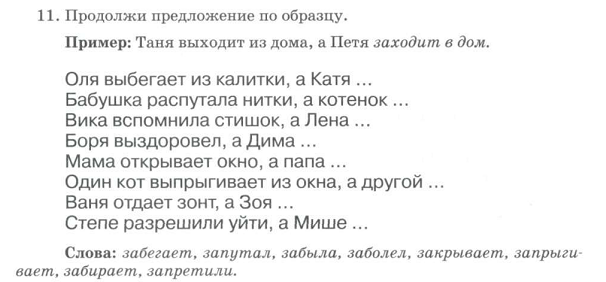 11. Продолжи предложение по образцу.
Пример: Таня выходит из дома, а Петя заходит в дом.
Оля выбегает из калитки, а Катя ...
Бабушка распутала нитки, а котенок ...
Вика вспомнила стишок, а Лена ...
Боря выздоровел, а Дима ...
Мама открывает окно, а папа ...
Один кот выпрыгивает из окна, а другой ...
Ваня отдает зонт, а Зоя ...
Степе разрешили уйти, а Мише ...
Слова: забегает, запутал, забыла, заболел, закрывает, запрыги-
вает, забирает, запретили.